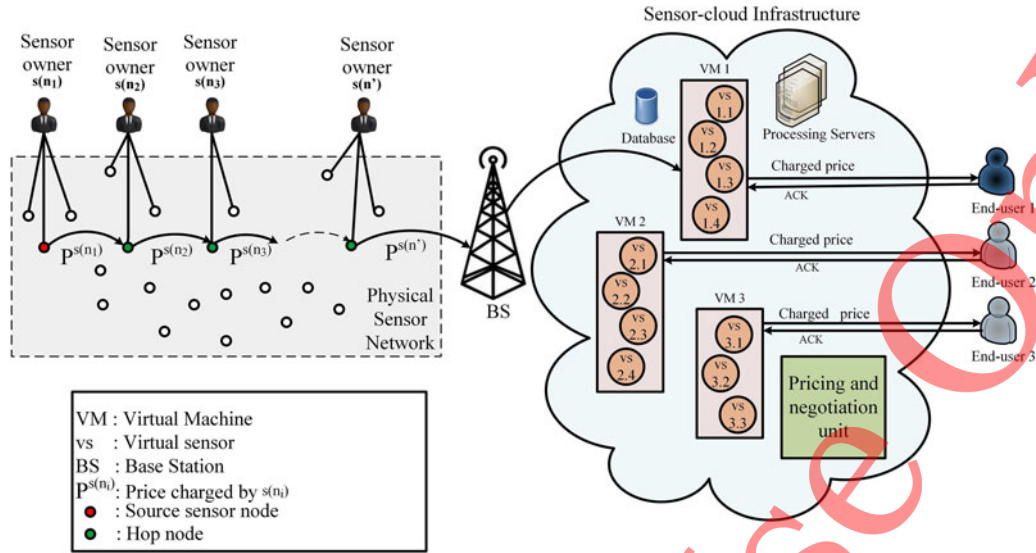 Sensor-cloud Infrastructure
Sensor
owner
s(n₁)
Sensor
owner
s(n₂)
Sensor
owner
s(n₃)
Sensor
owner
s(n')
P^s(n₁)
P^s(n₂)
P^s(n₃)
P^s(n')
Physical
Sensor
Network
BS
Database
Processing Servers
VM 1
vs
1.1
vs
1.2
vs
1.3
vs
1.4
Charged price
ACK
End-user 1
VM 2
vs
2.1
vs
2.2
vs
2.3
vs
2.4
Charged price
ACK
End-user 2
VM 3
vs
3.1
vs
3.2
vs
3.3
Charged price
ACK
End-user 3
Pricing and
negotiation
unit
VM : Virtual Machine
vs : Virtual sensor
BS : Base Station
P^s(nᵢ): Price charged by s(nᵢ)
: Source sensor node
: Hop node